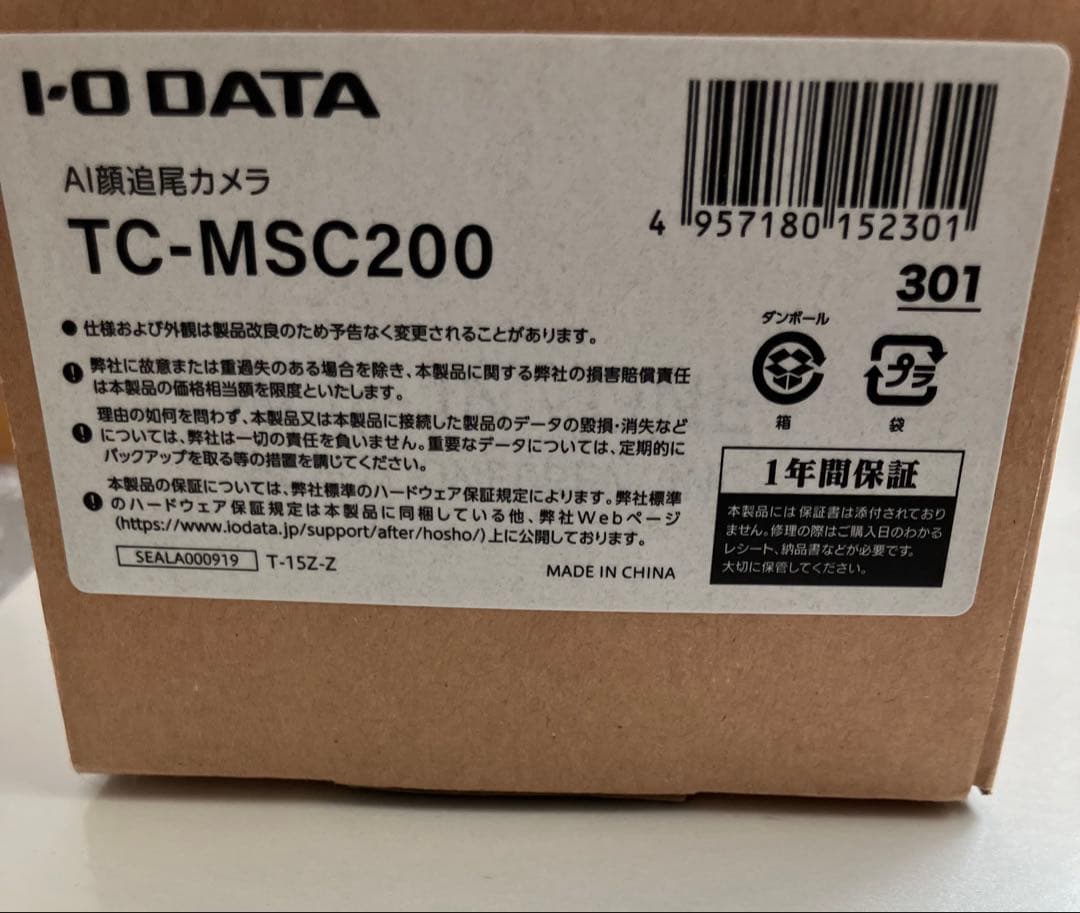 I-O DATA
AI顔追尾カメラ
TC-MSC200
4 957180 152301
301
●仕様および外観は製品改良のため予告なく変更されることがあります。
弊社に故意または重過失のある場合を除き、本製品に関する弊社の損害賠償責任
は本製品の価格相当額を限度といたします。
理由の如何を問わず、本製品又は本製品に接続した製品のデータの毀損・消失など
については、弊社は一切の責任を負いません。重要なデータについては、定期的に
バックアップを取る等の措置を講じてください。
本製品の保証については、弊社標準のハードウェア保証規定によります。弊社標準
のハードウェア保証規定は本製品に同梱している他、弊社Webページ
(https://www.iodata.jp/support/after/hosho/)上に公開しております。
SEALA000919 T-15Z-Z
MADE IN CHINA
ダンボール
箱
プラ
袋
1年間保証
本製品には保証書は添付されており
ません。修理の際はご購入日のわかる
レシート、納品書などが必要です。
大切に保管してください。